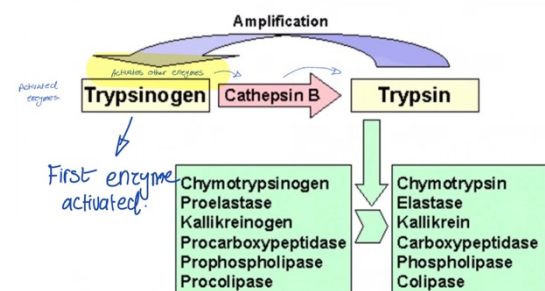 Amplification
Activates other enzymes
Activated
enzymes
Trypsinogen
Cathepsin B
Trypsin
First enzyme
activated.
Chymotrypsinogen
Proelastase
Kallikreinogen
Procarboxypeptidase
Prophospholipase
Procolipase
Chymotrypsin
Elastase
Kallikrein
Carboxypeptidase
Phospholipase
Colipase